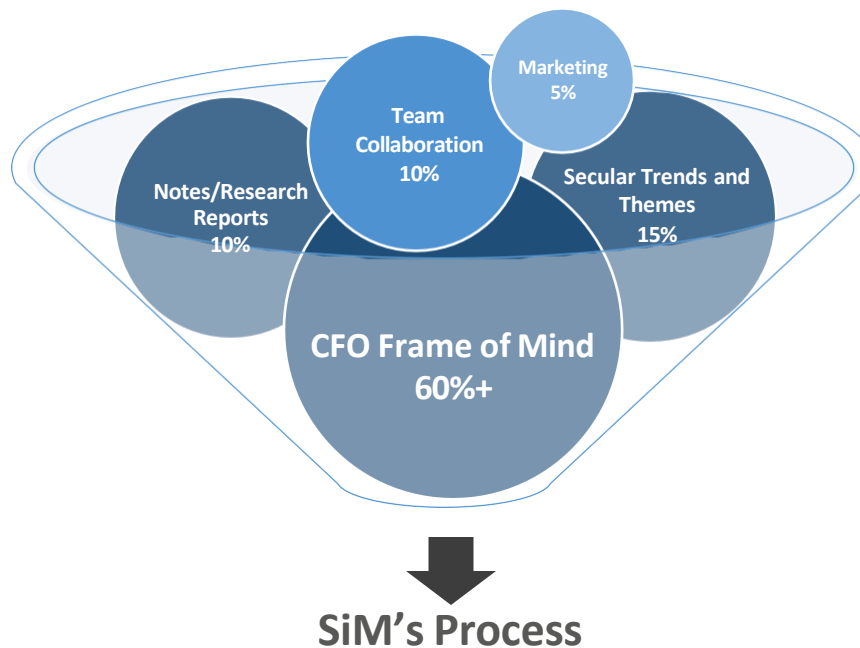 Marketing
5%
Team
Collaboration
10%
Notes/Research
Reports
10%
Secular Trends and
Themes
15%
CFO Frame of Mind
60%+
SiM's Process